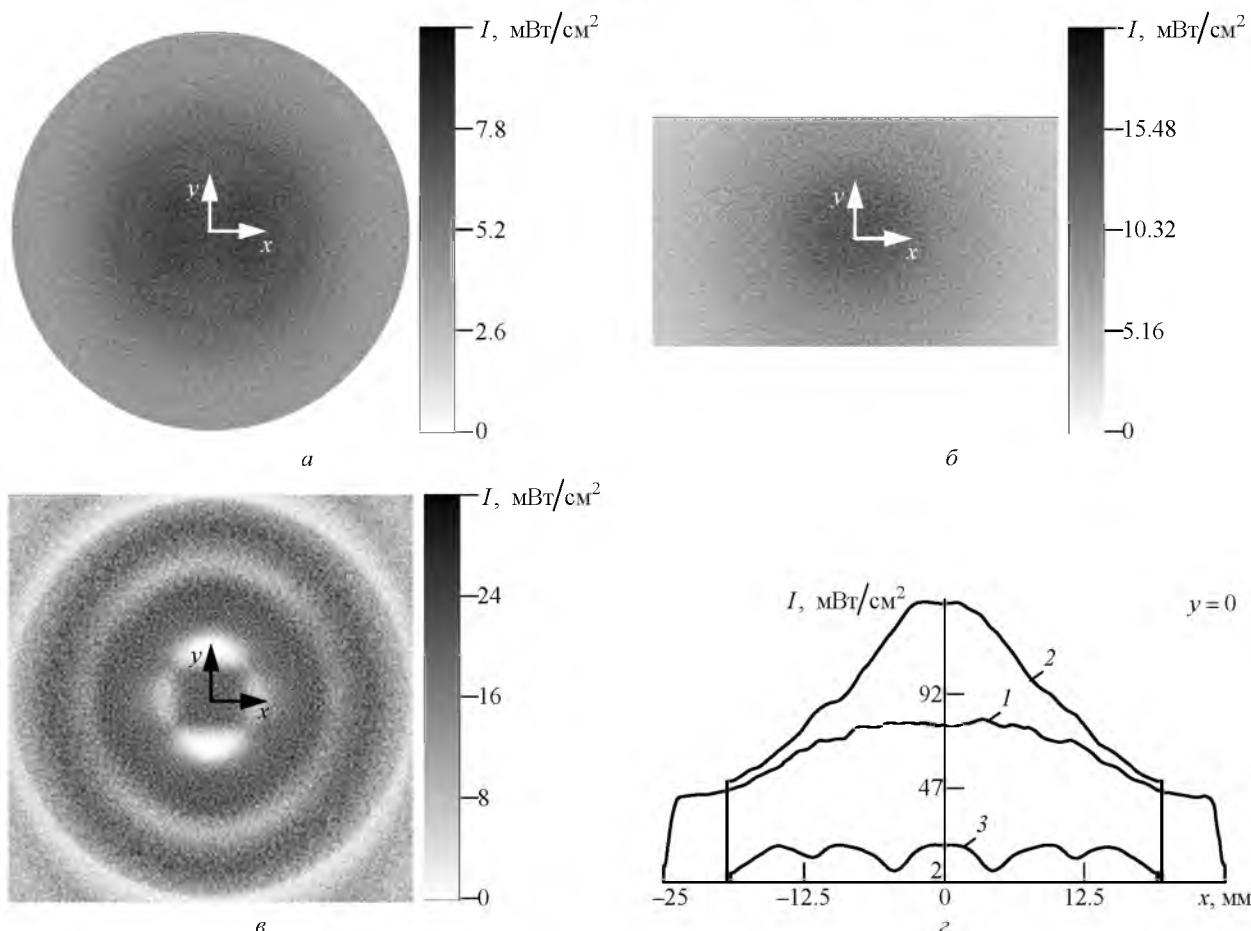 I, мВт/см²
7.8
5.2
2.6
0
y
x
а
I, мВт/см²
15.48
10.32
5.16
0
y
x
б
I, мВт/см²
24
16
8
0
y
x
в
I, мВт/см²
y = 0
92
47
2
1
2
3
−25
−12.5
0
12.5
x, мм
г